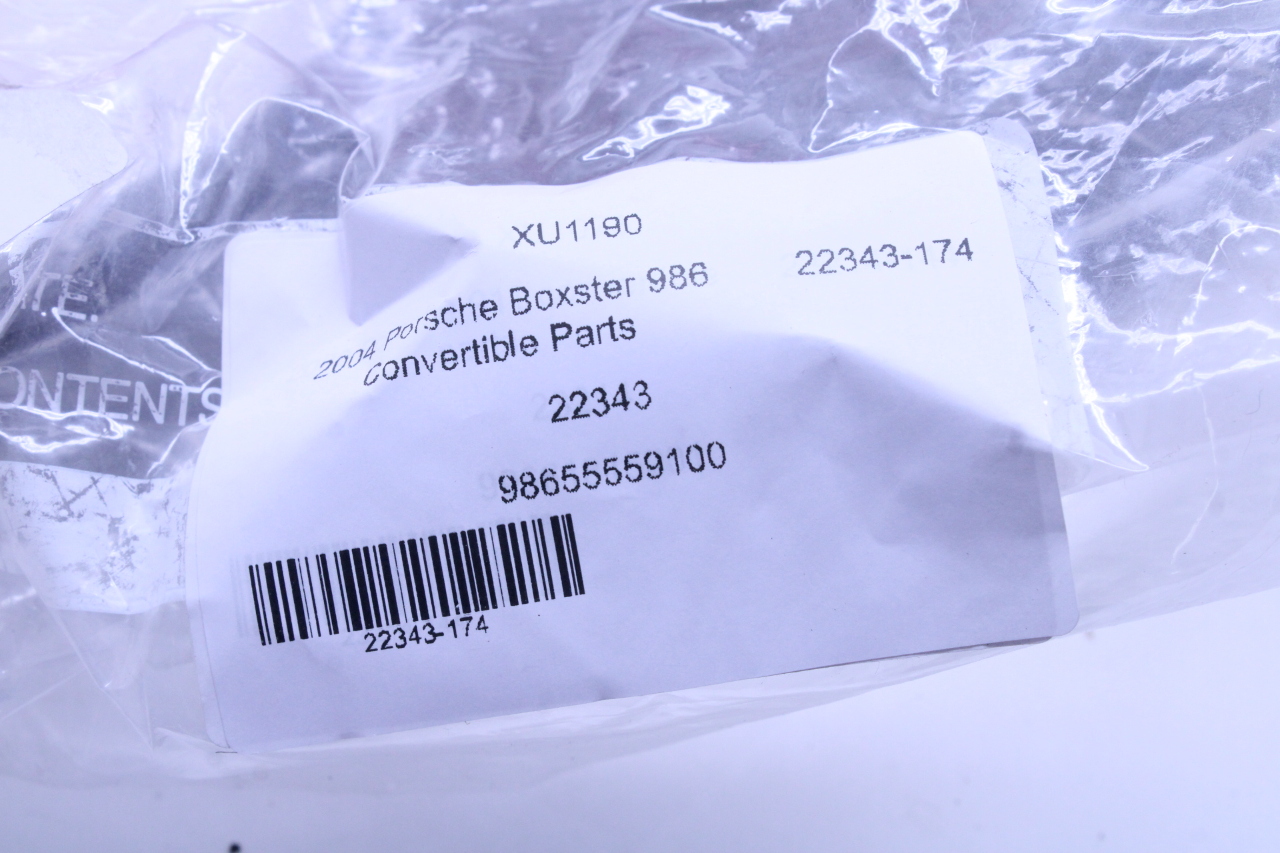 XU1190
22343-174
2004 Porsche Boxster 986
Convertible Parts
22343
98655559100
22343-174
CONTENTS